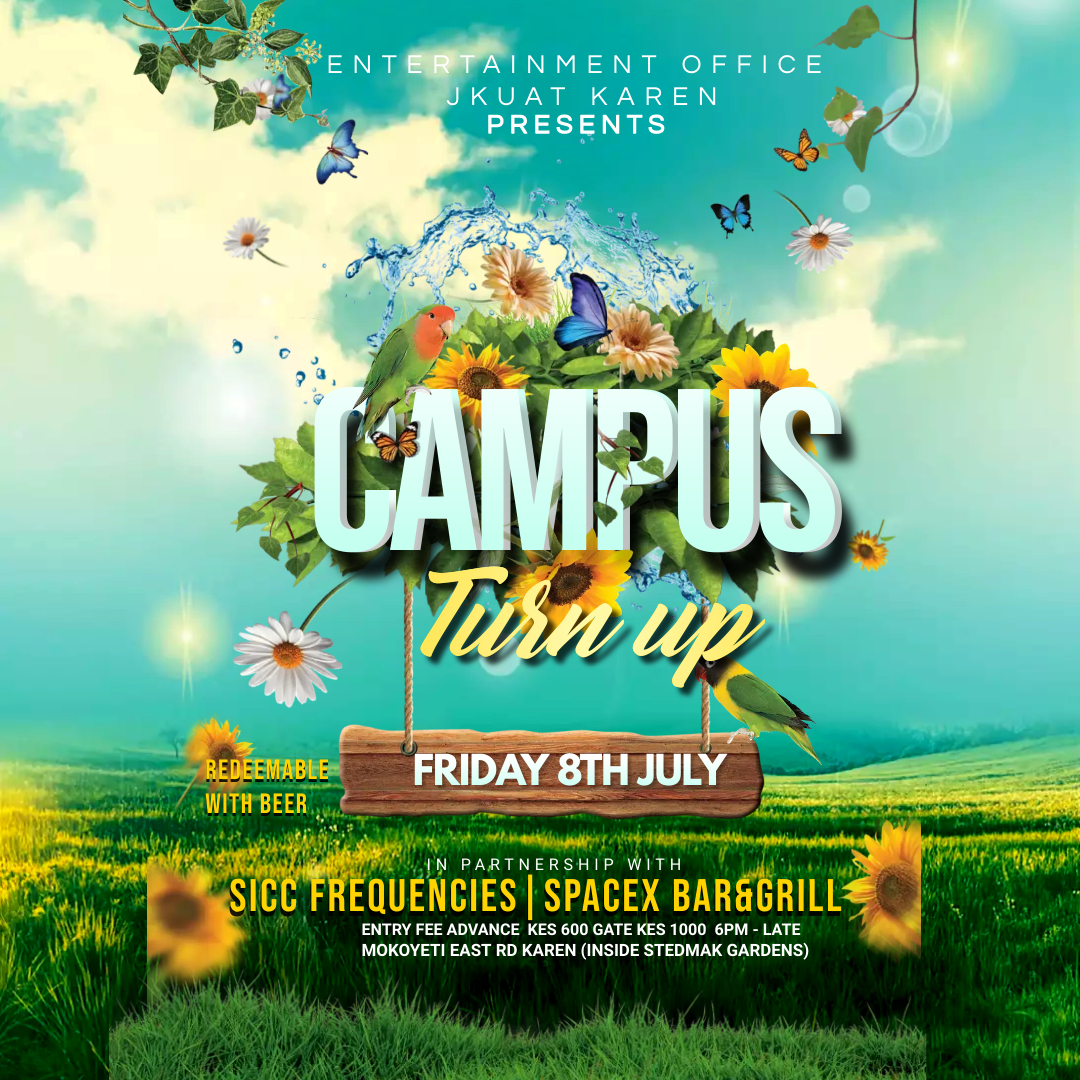 ENTERTAINMENT OFFICE
JKUAT KAREN
PRESENTS
CAMPUS
Turn up
FRIDAY 8TH JULY
REDEEMABLE
WITH BEER
IN PARTNERSHIP WITH
SICC FREQUENCIES|SPACEX BAR&GRILL
ENTRY FEE ADVANCE KES 600 GATE KES 1000 6PM - LATE
MOKOYETI EAST RD KAREN (INSIDE STEDMAK GARDENS)